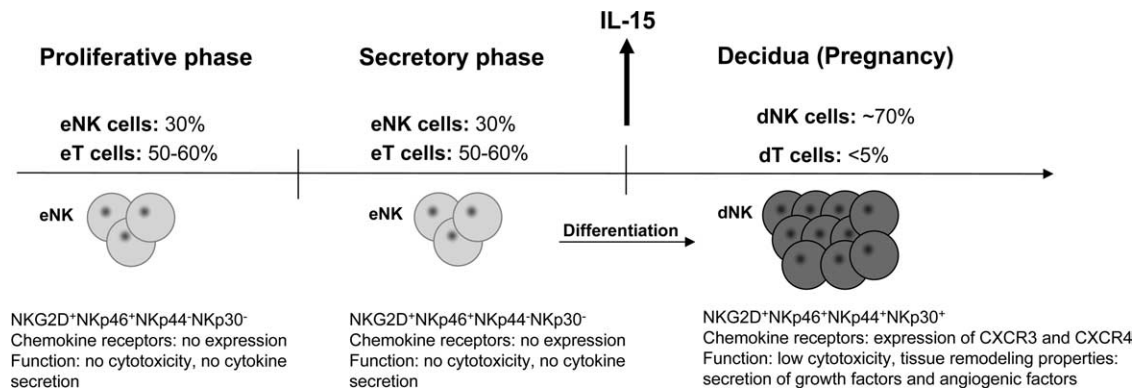 IL-15
Proliferative phase
Secretory phase
Decidua (Pregnancy)
eNK cells: 30%
eT cells: 50-60%
eNK cells: 30%
eT cells: 50-60%
dNK cells: ~70%
dT cells: <5%
eNK
eNK
Differentiation
dNK
NKG2D⁺NKp46⁺NKp44⁻NKp30⁻
Chemokine receptors: no expression
Function: no cytotoxicity, no cytokine
secretion
NKG2D⁺NKp46⁺NKp44⁻NKp30⁻
Chemokine receptors: no expression
Function: no cytotoxicity, no cytokine
secretion
NKG2D⁺NKp46⁺NKp44⁺NKp30⁺
Chemokine receptors: expression of CXCR3 and CXCR4
Function: low cytotoxicity, tissue remodeling properties:
secretion of growth factors and angiogenic factors